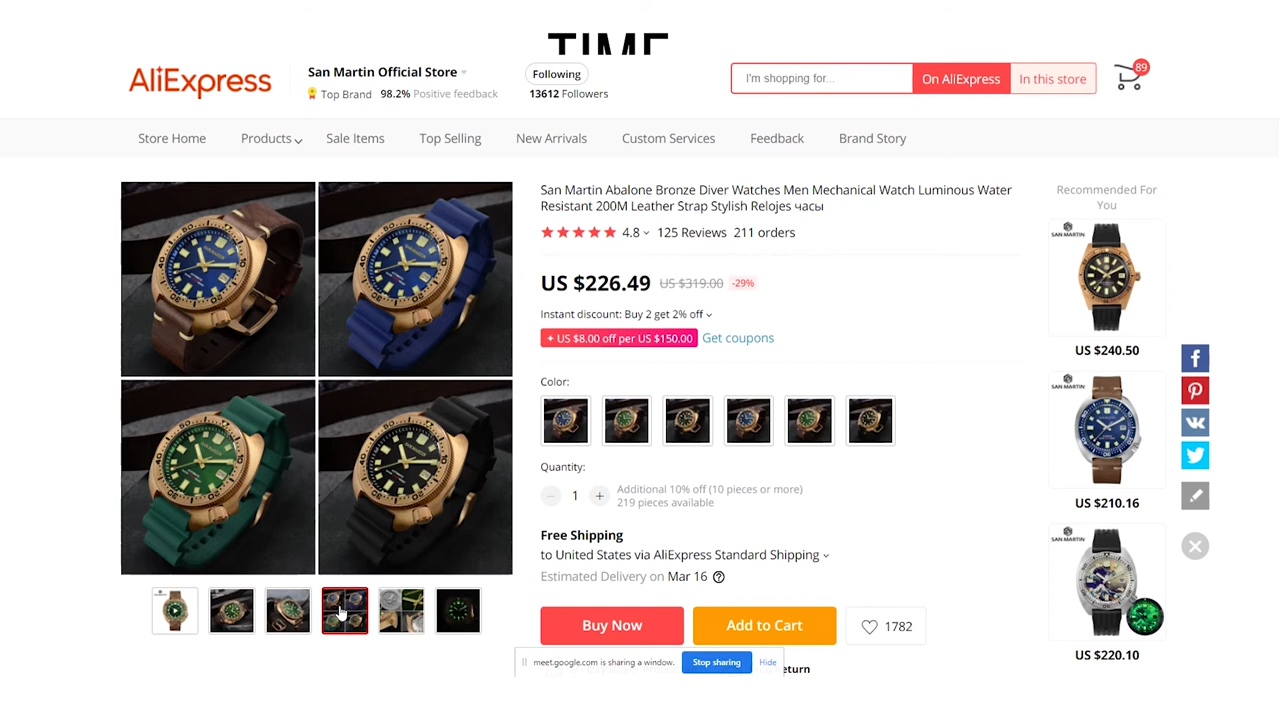 TIME
AliExpress
San Martin Official Store
Top Brand 98.2% Positive feedback
Following
13612 Followers
I'm shopping for...
On AliExpress
In this store
89
Store Home
Products
Sale Items
Top Selling
New Arrivals
Custom Services
Feedback
Brand Story
San Martin Abalone Bronze Diver Watches Men Mechanical Watch Luminous Water
Resistant 200M Leather Strap Stylish Relojes часы
4.8 125 Reviews 211 orders
US $226.49 US $319.00 -29%
Instant discount: Buy 2 get 2% off
US $8.00 off per US $150.00 Get coupons
Color:
Quantity:
1
Additional 10% off (10 pieces or more)
219 pieces available
Free Shipping
to United States via AliExpress Standard Shipping
Estimated Delivery on Mar 16
Buy Now
Add to Cart
1782
meet.google.com is sharing a window.
Stop sharing
Hide
Recommended For
You
SAN MARTIN
US $240.50
SAN MARTIN
US $210.16
SAN MARTIN
US $220.10